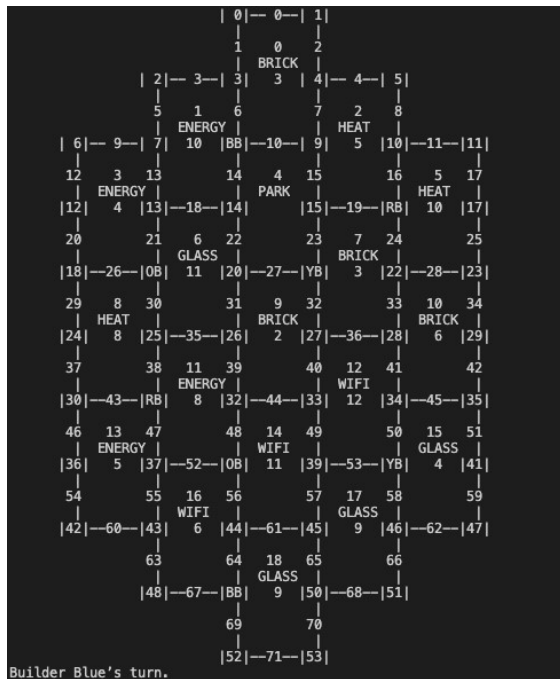 | 0|-- 0--| 1|
| |
1 0 2
| BRICK |
| 2|-- 3--| 3| 3 | 4|-- 4--| 5|
| | | |
5 1 6 7 2 8
| ENERGY | | HEAT |
| 6|-- 9--| 7| 10 |BB|--10--| 9| 5 |10|--11--|11|
| | | | | |
12 3 13 14 4 15 16 5 17
| ENERGY | | PARK | | HEAT |
|12| 4 |13|--18--|14| |15|--19--|RB| 10 |17|
| | | | | |
20 21 6 22 23 7 24 25
| | GLASS | | BRICK | |
|18|--26--|OB| 11 |20|--27--|YB| 3 |22|--28--|23|
| | | | | |
29 8 30 31 9 32 33 10 34
| HEAT | | BRICK | | BRICK |
|24| 8 |25|--35--|26| 2 |27|--36--|28| 6 |29|
| | | | | |
37 38 11 39 40 12 41 42
| | ENERGY | | WIFI | |
|30|--43--|RB| 8 |32|--44--|33| 12 |34|--45--|35|
| | | | | |
46 13 47 48 14 49 50 15 51
| ENERGY | | WIFI | | GLASS |
|36| 5 |37|--52--|OB| 11 |39|--53--|YB| 4 |41|
| | | | | |
54 55 16 56 57 17 58 59
| | WIFI | | GLASS | |
|42|--60--|43| 6 |44|--61--|45| 9 |46|--62--|47|
| | | |
63 64 18 65 66
| | GLASS | |
|48|--67--|BB| 9 |50|--68--|51|
| |
69 70
| |
|52|--71--|53|
Builder Blue's turn.